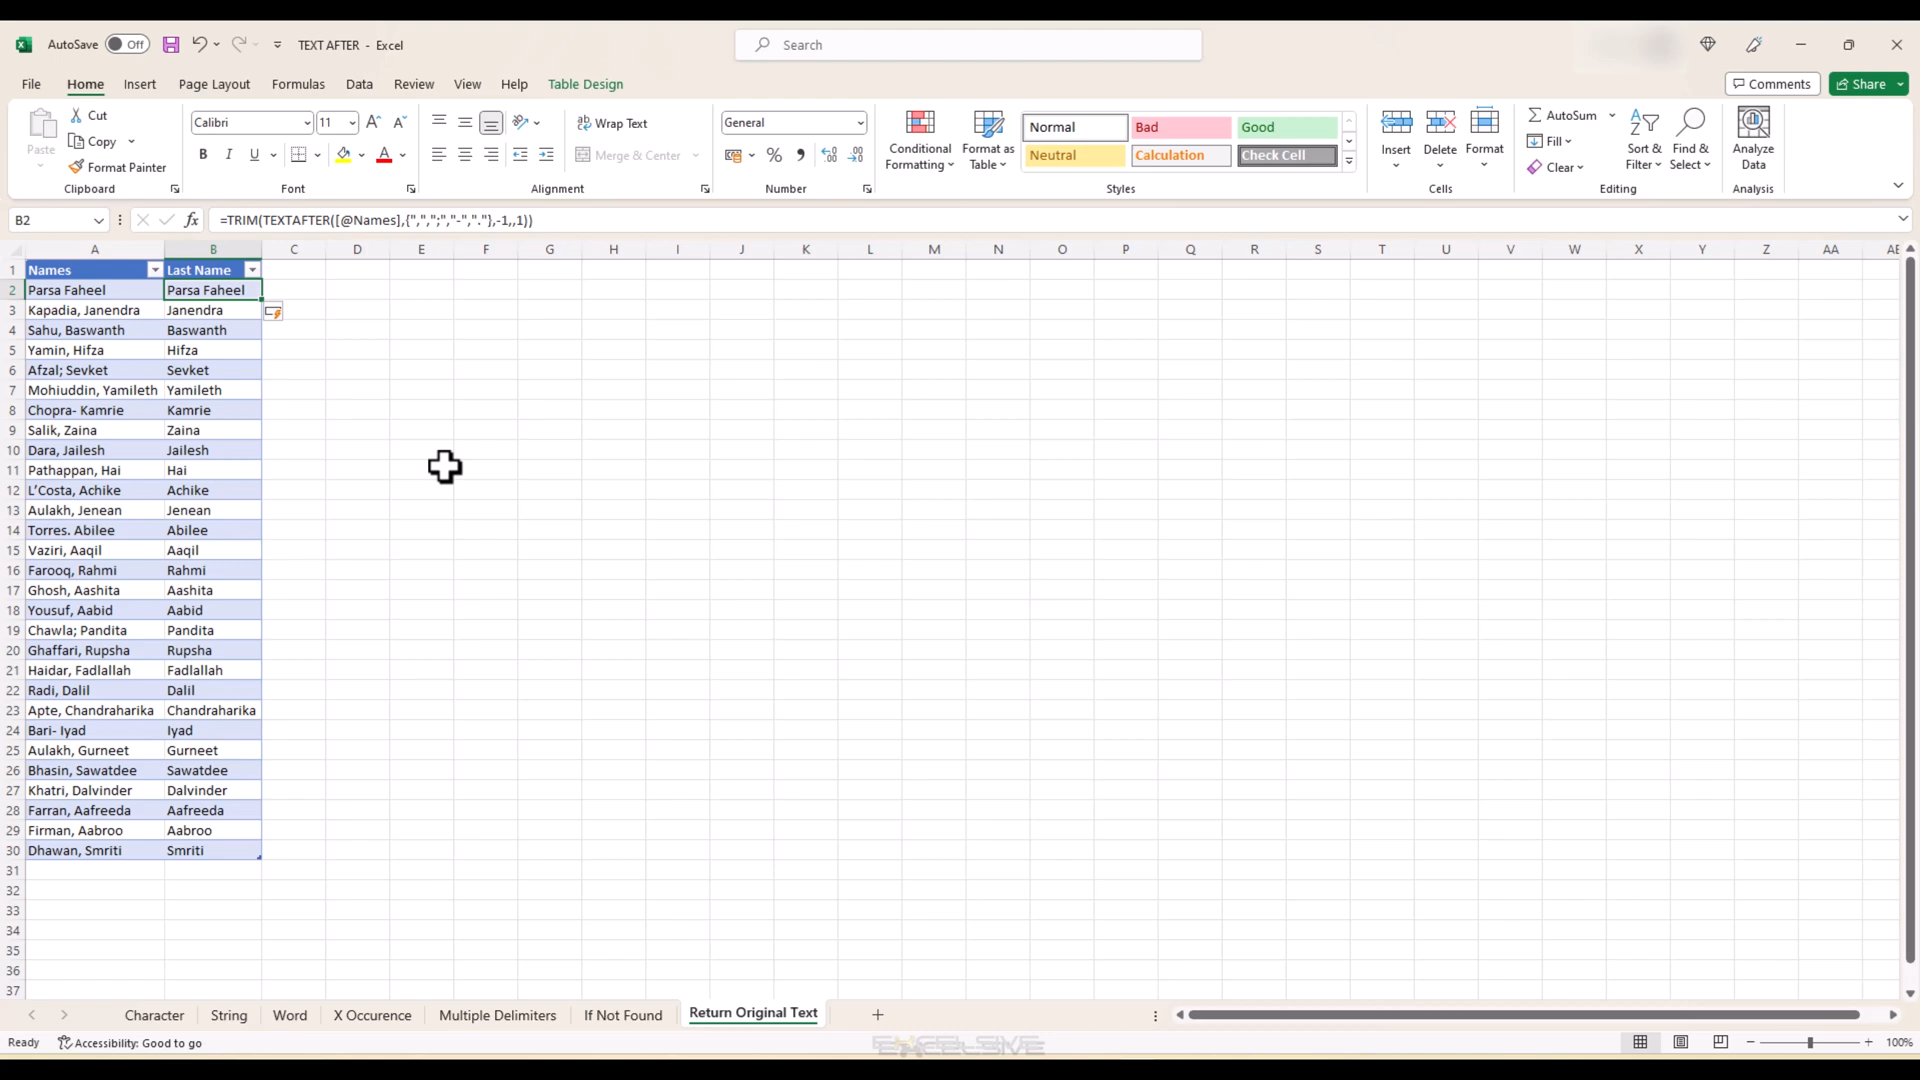 AutoSave Off TEXT AFTER - Excel Search
File Home Insert Page Layout Formulas Data Review View Help Table Design Comments Share
Paste Cut Copy Format Painter
Calibri 11
B I U
Wrap Text
Merge & Center
General
% ,
Conditional Formatting
Format as Table
Normal Bad Good
Neutral Calculation Check Cell
Insert Delete Format
AutoSum
Fill
Clear
Sort & Filter
Find & Select
Analyze Data
Clipboard Font Alignment Number Styles Cells Editing Analysis
B2 fx =TRIM(TEXTAFTER([@Names],{",",";","-","."},-1,,1))
A B C D E F G H I J K L M N O P Q R S T U V W X Y Z AA AE
1 Names Last Name
2 Parsa Faheel Parsa Faheel
3 Kapadia, Janendra Janendra
4 Sahu, Baswanth Baswanth
5 Yamin, Hifza Hifza
6 Afzal; Sevket Sevket
7 Mohiuddin, Yamileth Yamileth
8 Chopra- Kamrie Kamrie
9 Salik, Zaina Zaina
10 Dara, Jailesh Jailesh
11 Pathappan, Hai Hai
12 L’Costa, Achike Achike
13 Aulakh, Jenean Jenean
14 Torres. Abilee Abilee
15 Vaziri, Aaqil Aaqil
16 Farooq, Rahmi Rahmi
17 Ghosh, Aashita Aashita
18 Yousuf, Aabid Aabid
19 Chawla; Pandita Pandita
20 Ghaffari, Rupsha Rupsha
21 Haidar, Fadlallah Fadlallah
22 Radi, Dalil Dalil
23 Apte, Chandraharika Chandraharika
24 Bari- Iyad Iyad
25 Aulakh, Gurneet Gurneet
26 Bhasin, Sawatdee Sawatdee
27 Khatri, Dalvinder Dalvinder
28 Farran, Aafreeda Aafreeda
29 Firman, Aabroo Aabroo
30 Dhawan, Smriti Smriti
31
32
33
34
35
36
37
Character String Word X Occurence Multiple Delimiters If Not Found Return Original Text
Ready Accessibility: Good to go EXCELSIVE 100%